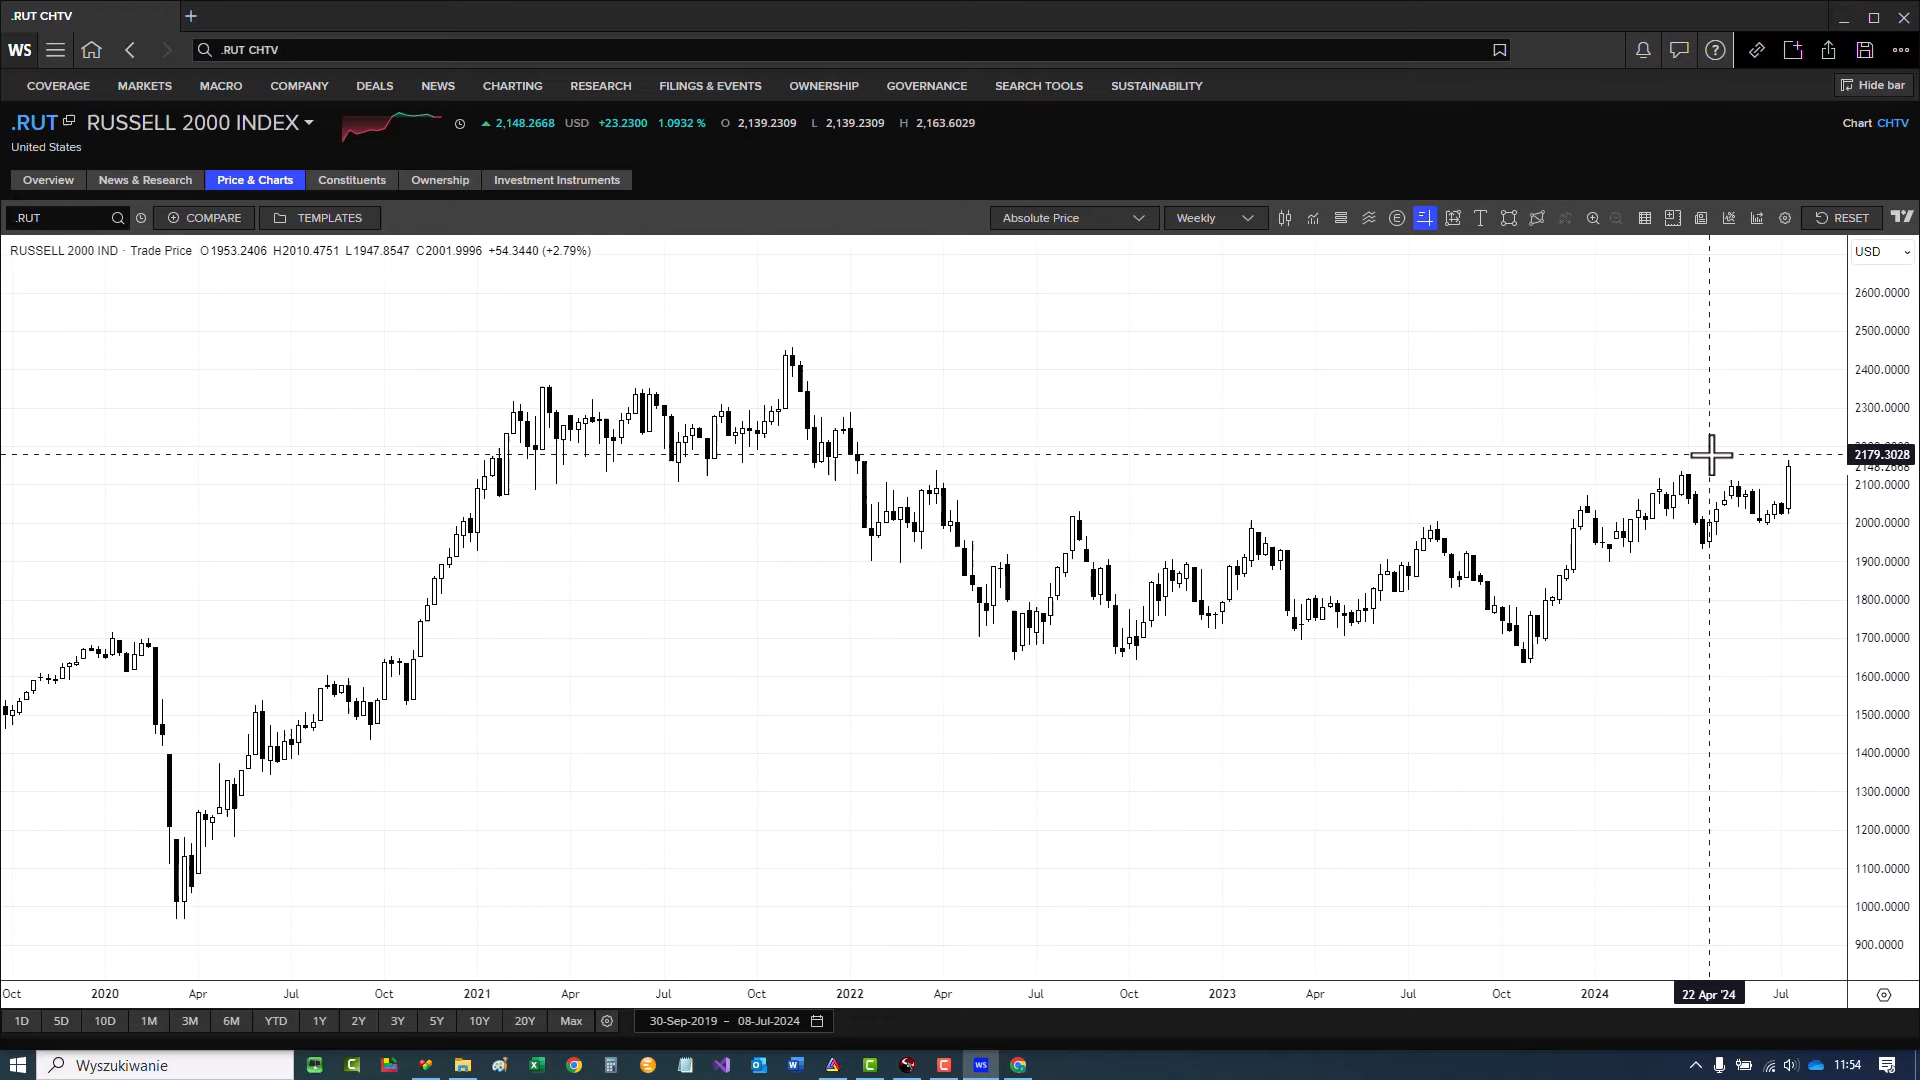 .RUT CHTV
WS
.RUT CHTV
COVERAGE MARKETS MACRO COMPANY DEALS NEWS CHARTING RESEARCH FILINGS & EVENTS OWNERSHIP GOVERNANCE SEARCH TOOLS SUSTAINABILITY Hide bar
.RUT RUSSELL 2000 INDEX 2,148.2668 USD +23.2300 1.0932 % O 2,139.2309 L 2,139.2309 H 2,163.6029 Chart CHTV
United States
Overview News & Research Price & Charts Constituents Ownership Investment Instruments
.RUT COMPARE TEMPLATES Absolute Price Weekly RESET
RUSSELL 2000 IND · Trade Price O1953.2406 H2010.4751 L1947.8547 C2001.9996 +54.3440 (+2.79%)
USD
2600.0000
2500.0000
2400.0000
2300.0000
2179.3028
2148.2668
2100.0000
2000.0000
1900.0000
1800.0000
1700.0000
1600.0000
1500.0000
1400.0000
1300.0000
1200.0000
1100.0000
1000.0000
900.0000
Oct 2020 Apr Jul Oct 2021 Apr Jul Oct 2022 Apr Jul Oct 2023 Apr Jul Oct 2024 22 Apr '24 Jul
1D 5D 10D 1M 3M 6M YTD 1Y 2Y 3Y 5Y 10Y 20Y Max 30-Sep-2019 – 08-Jul-2024
Wyszukiwanie 11:54